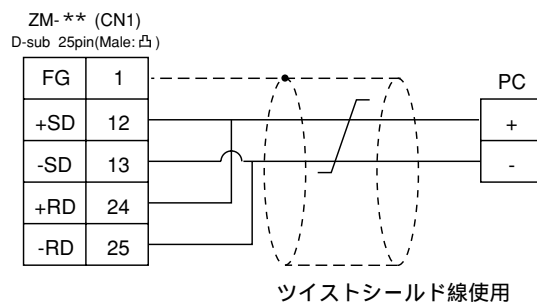 ZM-** (CN1)
D-sub 25pin(Male:凸)
PC
FG 1
+SD 12 +
-SD 13 -
+RD 24
-RD 25
ツイストシールド線使用